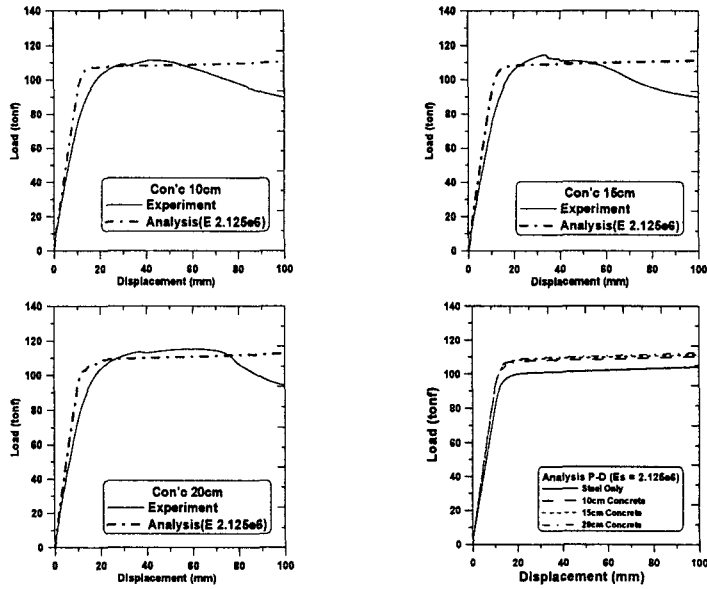 140
120
100
80
60
40
20
0
Load (tonf)
Con'c 10cm
Experiment
Analysis(E 2.125e6)
0 20 40 60 80 100
Displacement (mm)
140
120
100
80
60
40
20
0
Load (tonf)
Con'c 15cm
Experiment
Analysis(E 2.125e6)
0 20 40 60 80 100
Displacement (mm)
140
120
100
80
60
40
20
0
Load (tonf)
Con'c 20cm
Experiment
Analysis(E 2.125e6)
0 20 40 60 80 100
Displacement (mm)
140
120
100
80
60
40
20
0
Load (tonf)
Analysis P-D (Es = 2.125e6)
Steel Only
10cm Concrete
15cm Concrete
20cm Concrete
0 20 40 60 80 100
Displacement (mm)